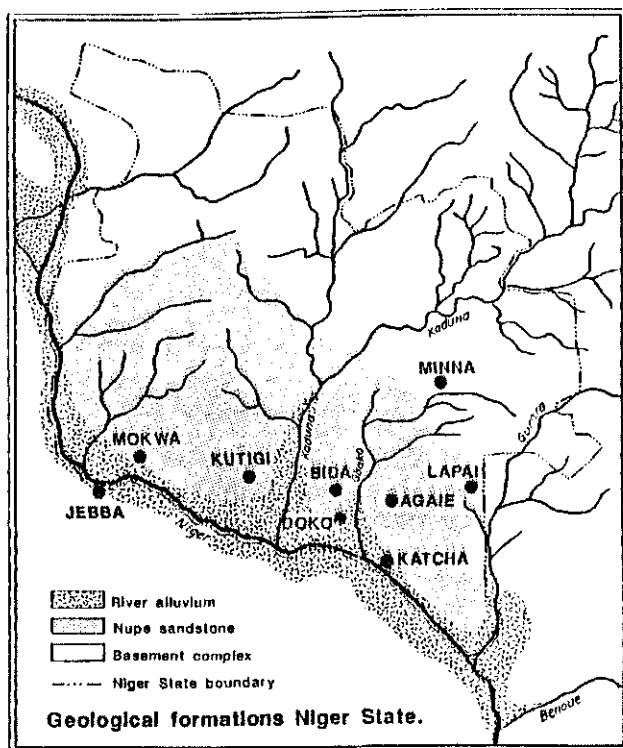 Kaduna
MINNA
Gurara
MOKWA
KUTIGI
Kaduna
BIDA
LAPAI
AGAIE
JEBBA
Niger
DOKO
KATCHA
River alluvium
Nupe sandstone
Basement complex
Niger State boundary
Benoue
Geological formations Niger State.